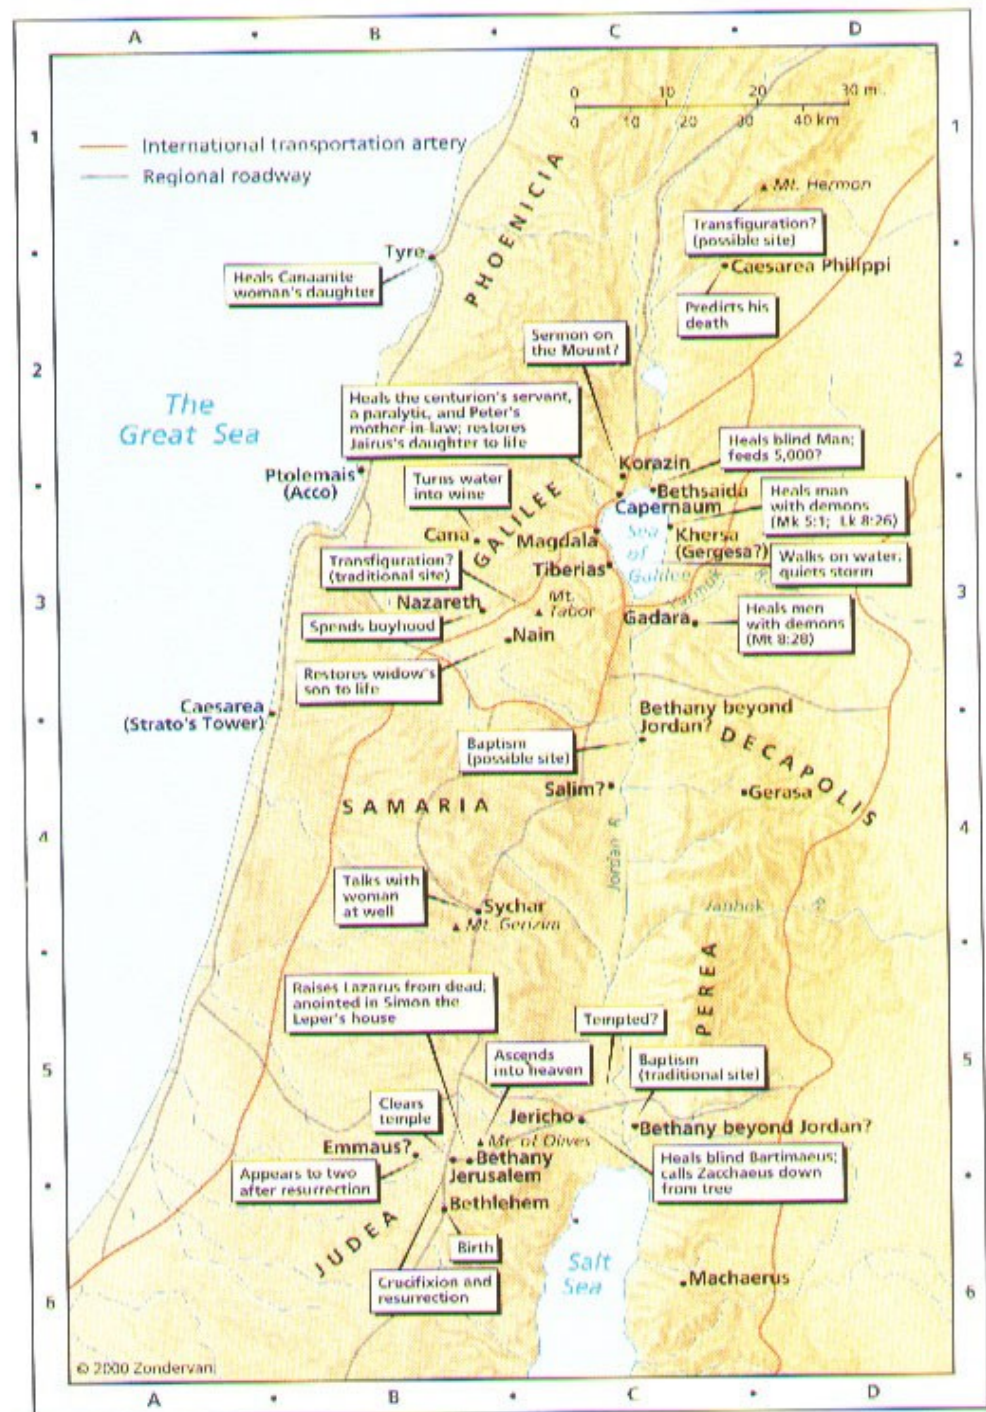 A
B
C
D
0 10 20 30 m.
0 10 20 30 40 km
1
1
International transportation artery
Regional roadway
PHOENICIA
Mt. Hermon
Transfiguration?
(possible site)
Tyre
Caesarea Philippi
Heals Canaanite
woman's daughter
Predicts his
death
Sermon on
the Mount?
2
2
The
Great Sea
Heals the centurion's servant,
a paralytic, and Peter's
mother-in-law; restores
Jairus's daughter to life
Heals blind Man;
feeds 5,000?
Korazin
Ptolemais
(Acco)
Turns water
into wine
Bethsaida
Capernaum
Heals man
with demons
(Mk 5:1; Lk 8:26)
GALILEE
Cana
Magdala
Sea
of
Galilee
Khersa
(Gergesa?)
Transfiguration?
(traditional site)
Tiberias
Walks on water,
quiets storm
Yarmuk
R.
3
3
Nazareth
Mt.
Tabor
Gadara
Heals men
with demons
(Mt 8:28)
Spends boyhood
Nain
Restores widow's
son to life
Caesarea
(Strato's Tower)
Bethany beyond
Jordan?
Baptism
(possible site)
DECAPOLIS
Salim?
Gerasa
SAMARIA
4
4
Jordan R.
Talks with
woman
at well
Sychar
Mt. Gerizim
Jabbok R.
PEREA
Raises Lazarus from dead;
anointed in Simon the
Leper's house
Tempted?
5
5
Ascends
into heaven
Baptism
(traditional site)
Clears
temple
Jericho
Bethany beyond Jordan?
Emmaus?
Mt. of Olives
Bethany
Jerusalem
Appears to two
after resurrection
Heals blind Bartimaeus;
calls Zacchaeus down
from tree
Bethlehem
JUDEA
Birth
Salt
Sea
Crucifixion and
resurrection
Machaerus
6
6
© 2000 Zondervan
A
B
C
D